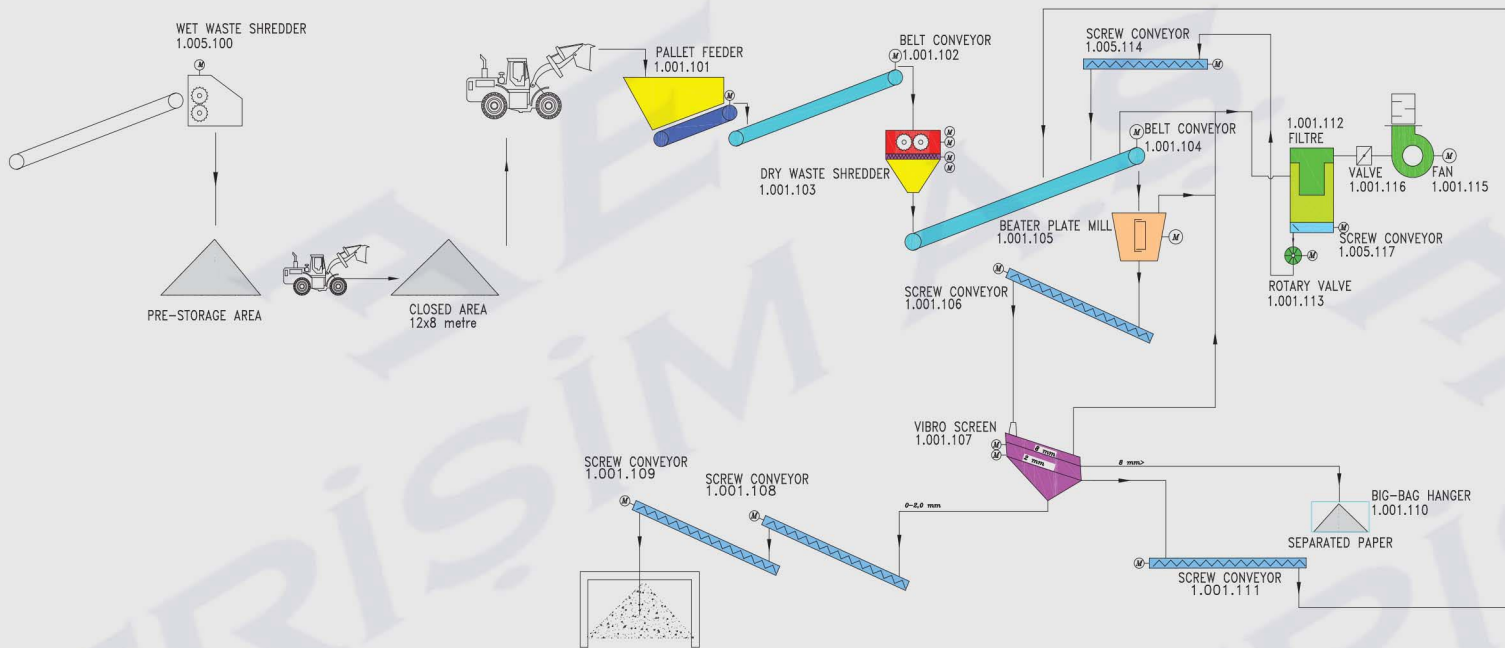 WET WASTE SHREDDER
1.005.100
M
PRE-STORAGE AREA
CLOSED AREA
12x8 metre
PALLET FEEDER
1.001.101
M
BELT CONVEYOR
1.001.102
M
DRY WASTE SHREDDER
1.001.103
M
M
M
M
SCREW CONVEYOR
1.005.114
M
BELT CONVEYOR
1.001.104
M
BEATER PLATE MILL
1.001.105
M
1.001.112
FILTRE
VALVE
1.001.116
FAN
1.001.115
M
SCREW CONVEYOR
1.005.117
M
ROTARY VALVE
1.001.113
M
SCREW CONVEYOR
1.001.106
M
VIBRO SCREEN
1.001.107
M
M
8 mm
2 mm
8 mm>
0-2,0 mm
SCREW CONVEYOR
1.001.109
M
SCREW CONVEYOR
1.001.108
M
BIG-BAG HANGER
1.001.110
SEPARATED PAPER
M
SCREW CONVEYOR
1.001.111